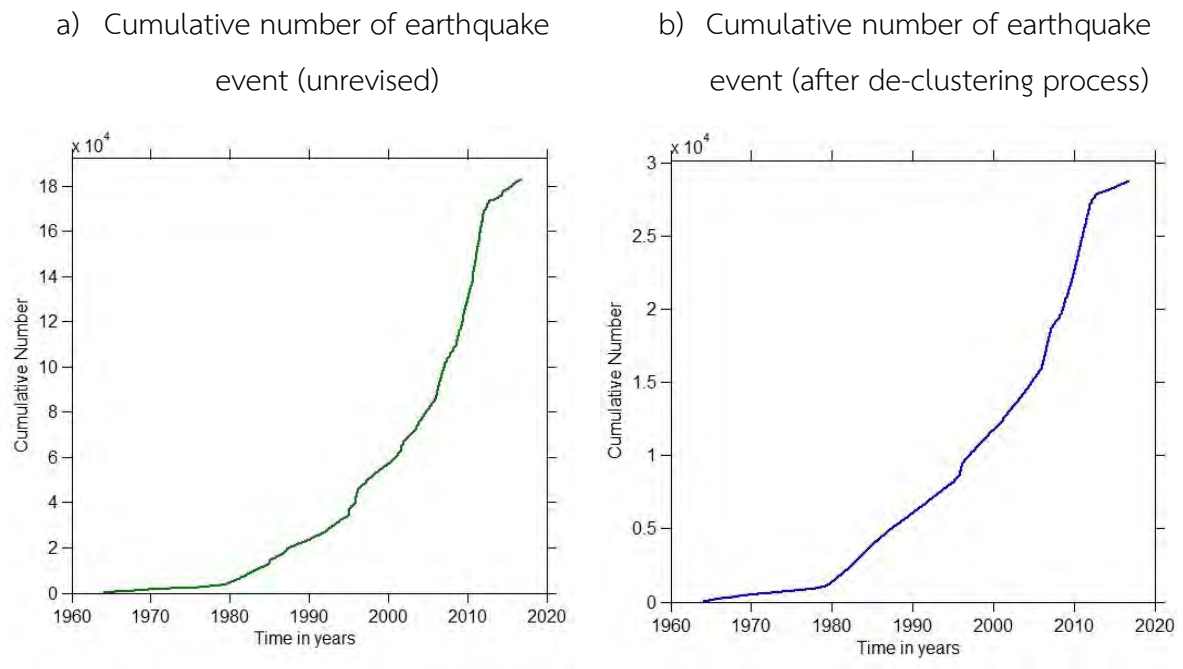 a) Cumulative number of earthquake
event (unrevised)
x 10^4
18
16
14
12
10
8
6
4
2
0
Cumulative Number
1960 1970 1980 1990 2000 2010 2020
Time in years
b) Cumulative number of earthquake
event (after de-clustering process)
x 10^4
3
2.5
2
1.5
1
0.5
0
Cumulative Number
1960 1970 1980 1990 2000 2010 2020
Time in years